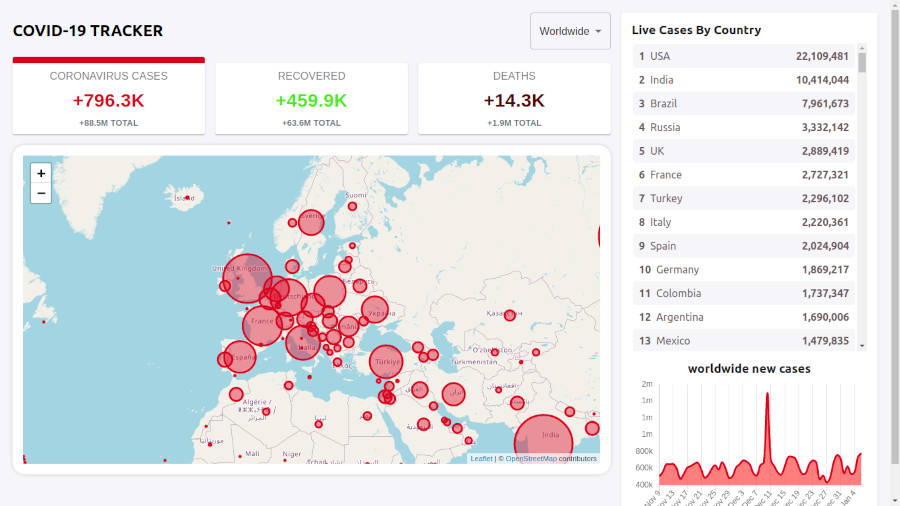 COVID-19 TRACKER
Worldwide
CORONAVIRUS CASES
+796.3K
+88.5M TOTAL
RECOVERED
+459.9K
+63.6M TOTAL
DEATHS
+14.3K
+1.9M TOTAL
+
−
Ísland
Suomi
Sverige
United Kingdom
Беларусь
Україна
France
România
Italia
España
Türkiye
Қазақстан
Türkmenistan
Algérie /
الجزائر
ليبيا
Mali
Niger
India
Leaflet | © OpenStreetMap contributors
Live Cases By Country
1 USA 22,109,481
2 India 10,414,044
3 Brazil 7,961,673
4 Russia 3,332,142
5 UK 2,889,419
6 France 2,727,321
7 Turkey 2,296,102
8 Italy 2,220,361
9 Spain 2,024,904
10 Germany 1,869,217
11 Colombia 1,737,347
12 Argentina 1,690,006
13 Mexico 1,479,835
worldwide new cases
2m
1m
1m
1m
800k
600k
400k
Nov 9
Nov 13
Nov 17
Nov 21
Nov 25
Nov 29
Dec 3
Dec 7
Dec 11
Dec 15
Dec 19
Dec 23
Dec 27
Dec 31
Jan 4